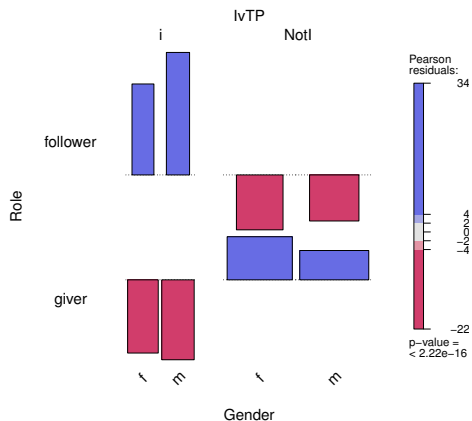 IvTP
i NotI
Pearson
residuals:
34
follower
4
2
0
−2
−4
Role
giver
−22
p−value =
< 2.22e−16
f m f m
Gender